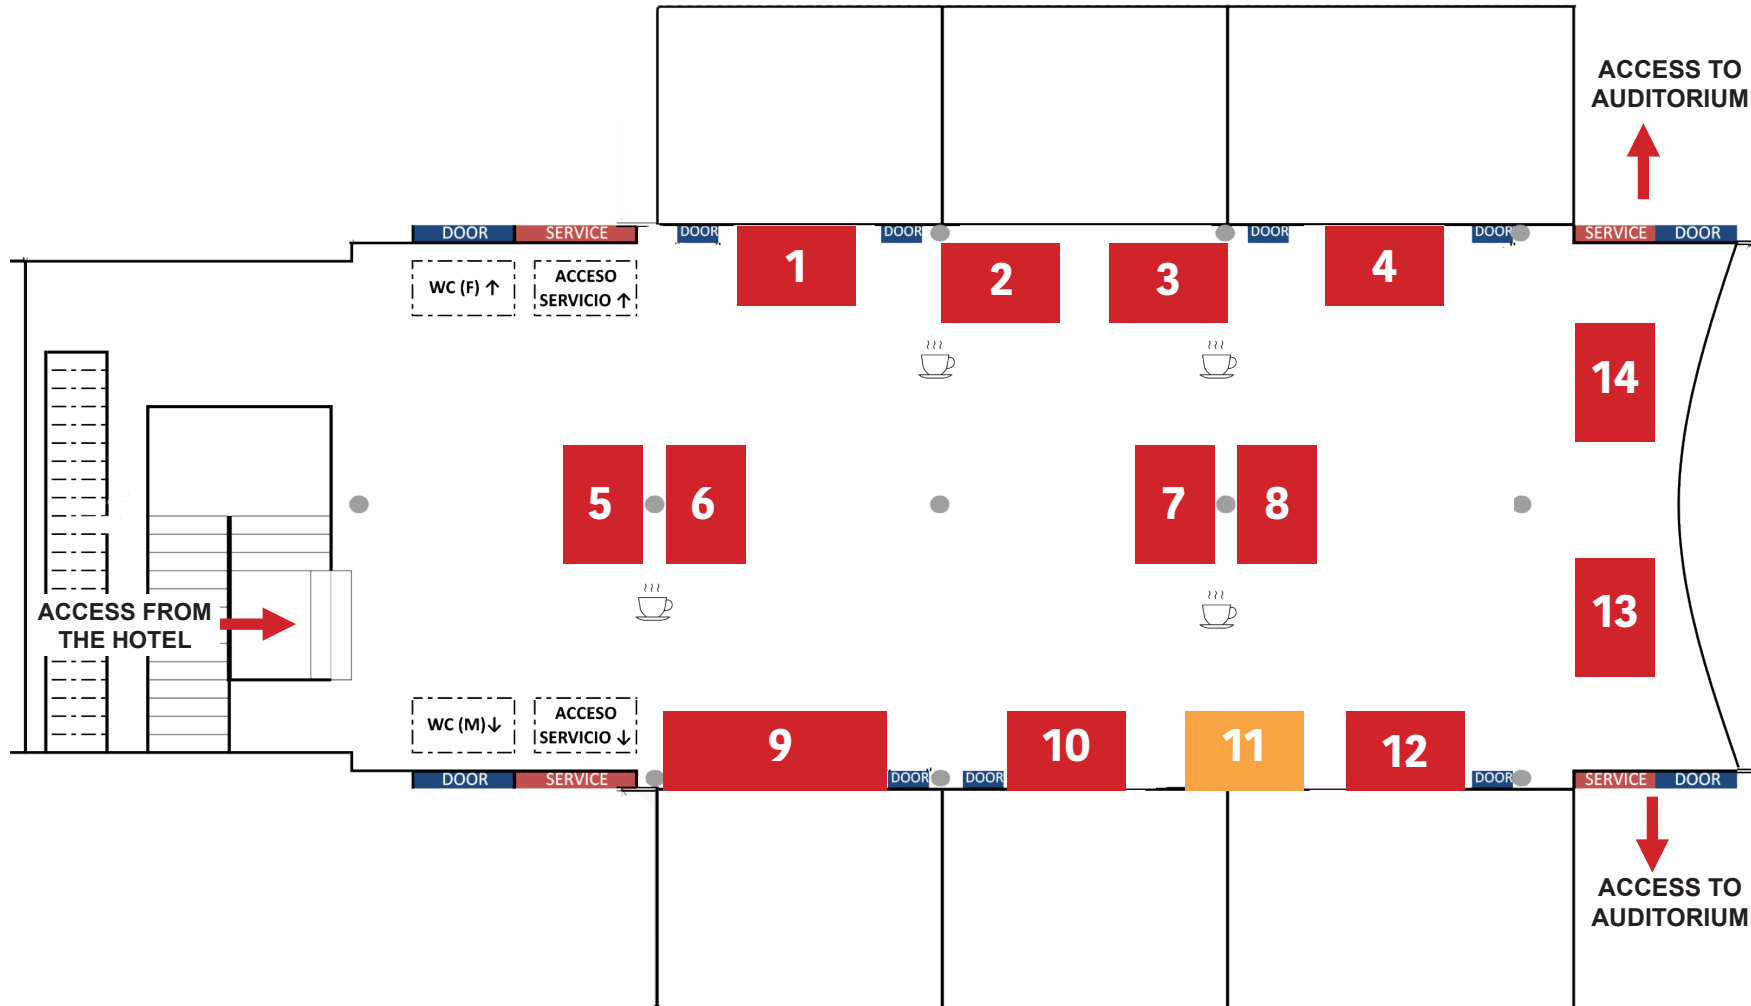 ACCESS TO
AUDITORIUM
DOOR SERVICE DOOR DOOR DOOR DOOR SERVICE DOOR
WC (F) ↑
ACCESO
SERVICIO ↑
1
2
3
4
14
5
6
7
8
ACCESS FROM
THE HOTEL
13
WC (M)↓
ACCESO
SERVICIO ↓
9
10
11
12
DOOR SERVICE DOOR DOOR DOOR SERVICE DOOR
ACCESS TO
AUDITORIUM